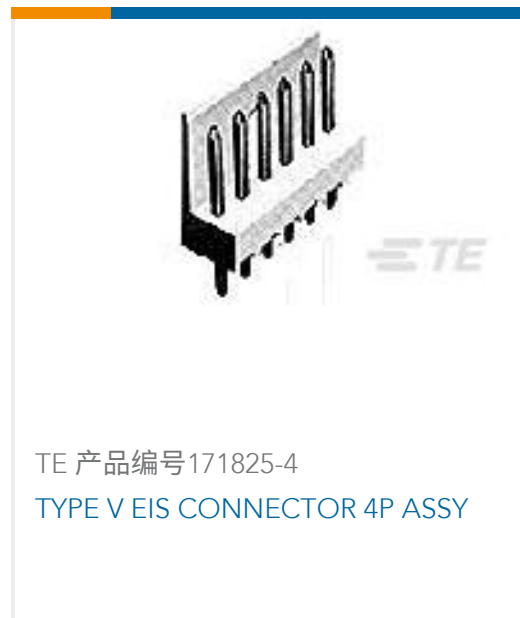 TE
TE 产品编号171825-4
TYPE V EIS CONNECTOR 4P ASSY